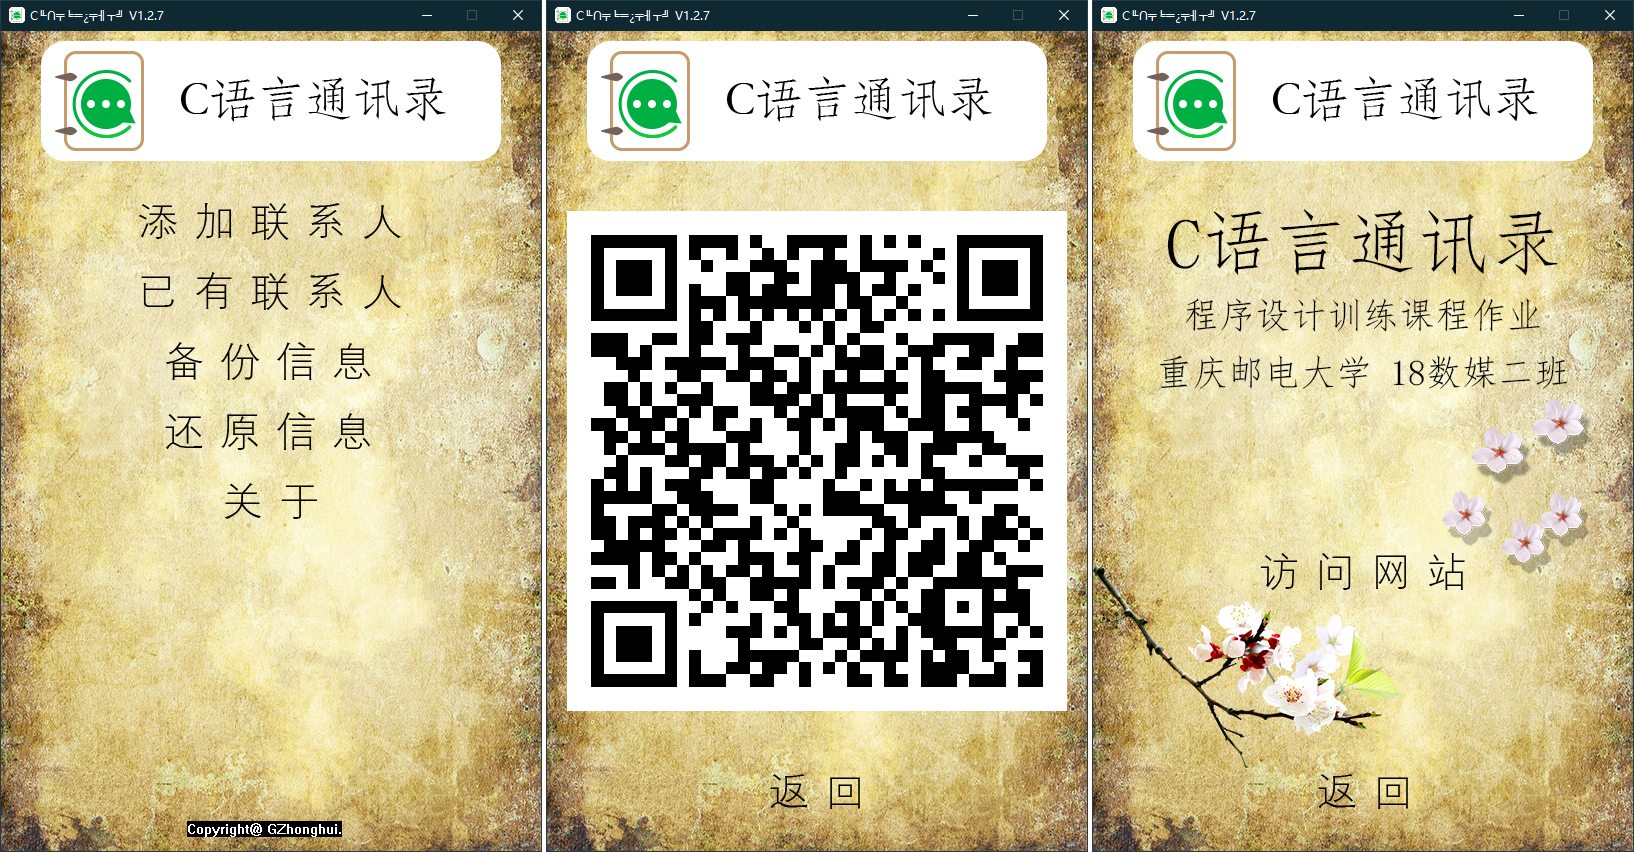 V1.2.7
C语言通讯录
添加联系人
已有联系人
备份信息
还原信息
关于
Copyright@ GZhonghui.
V1.2.7
C语言通讯录
返回
V1.2.7
C语言通讯录
C语言通讯录
程序设计训练课程作业
重庆邮电大学 18数媒二班
访问网站
返回